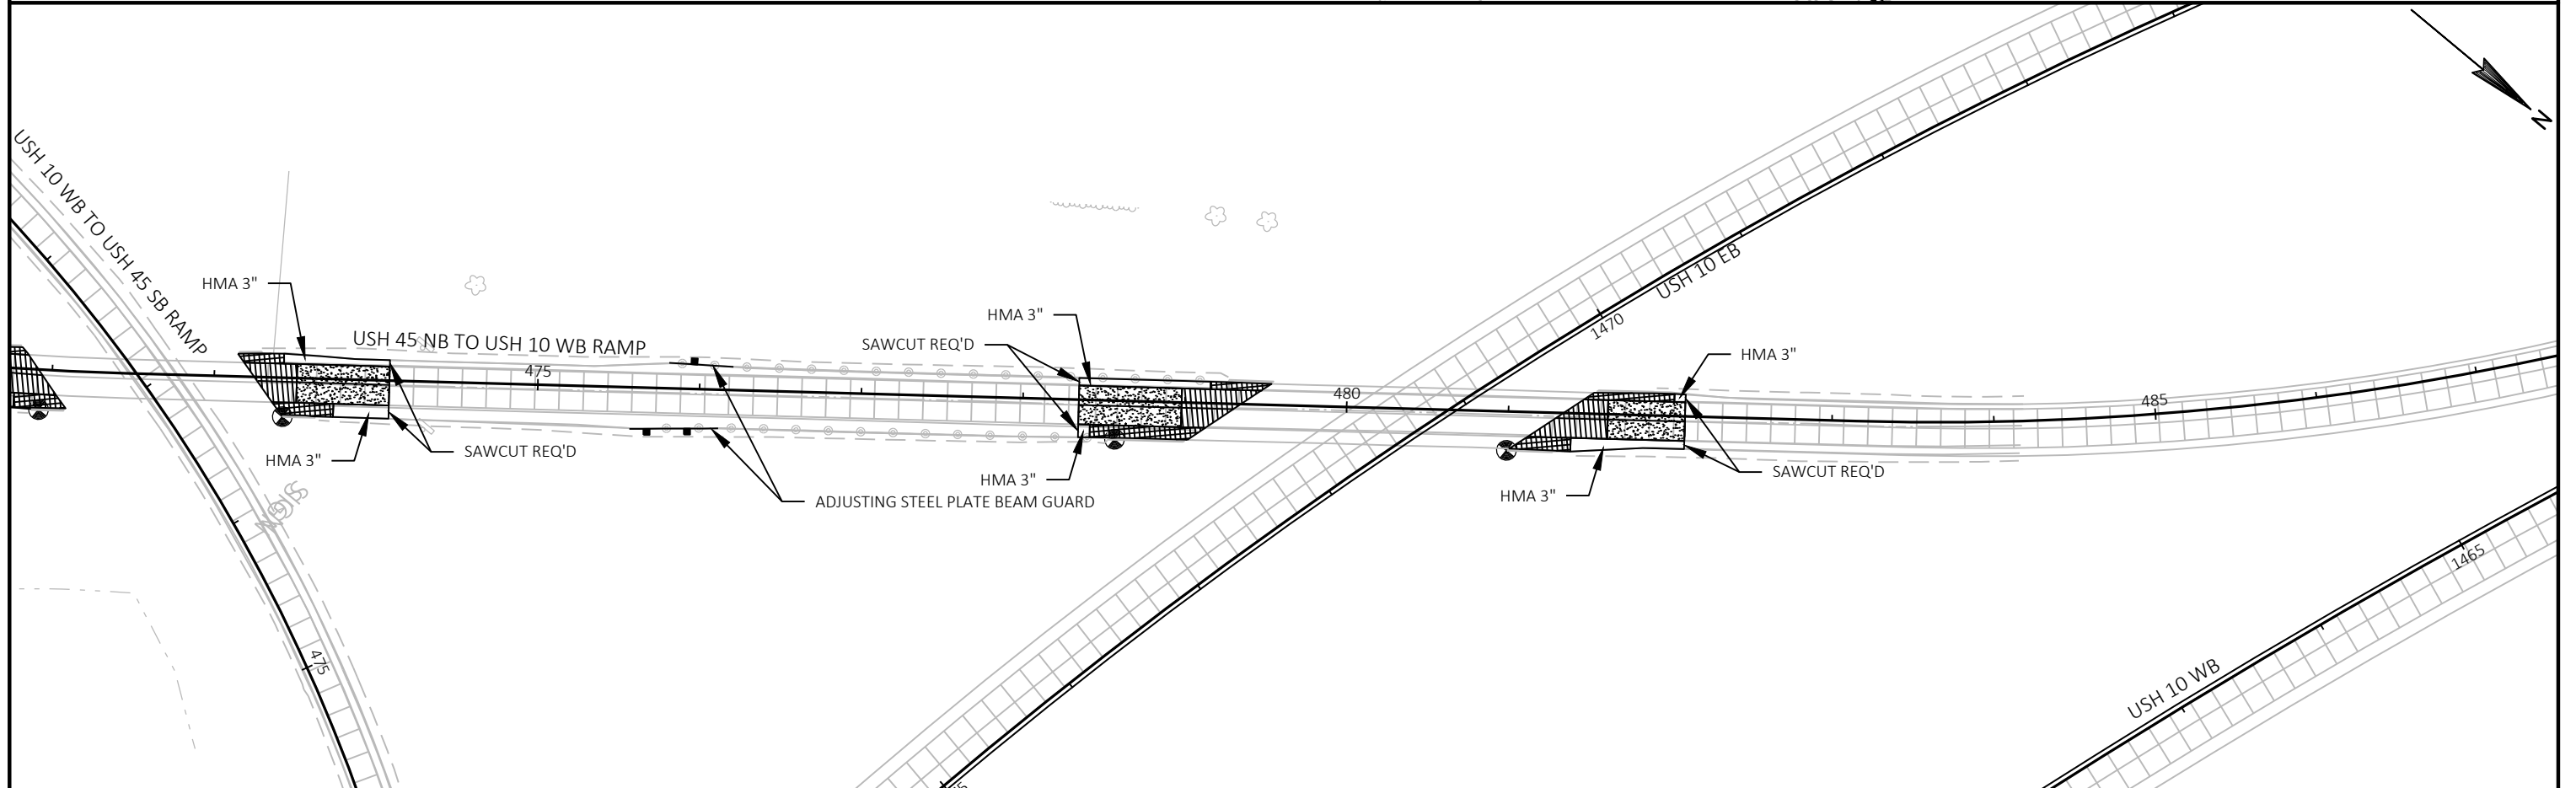 N
USH 10 WB TO USH 45 SB RAMP
USH 10 EB
HMA 3"
1470
HMA 3"
USH 45 NB TO USH 10 WB RAMP
SAWCUT REQ'D
HMA 3"
475
480
485
HMA 3"
SAWCUT REQ'D
HMA 3"
ADJUSTING STEEL PLATE BEAM GUARD
HMA 3"
SAWCUT REQ'D
SIGN
1465
475
USH 10 WB